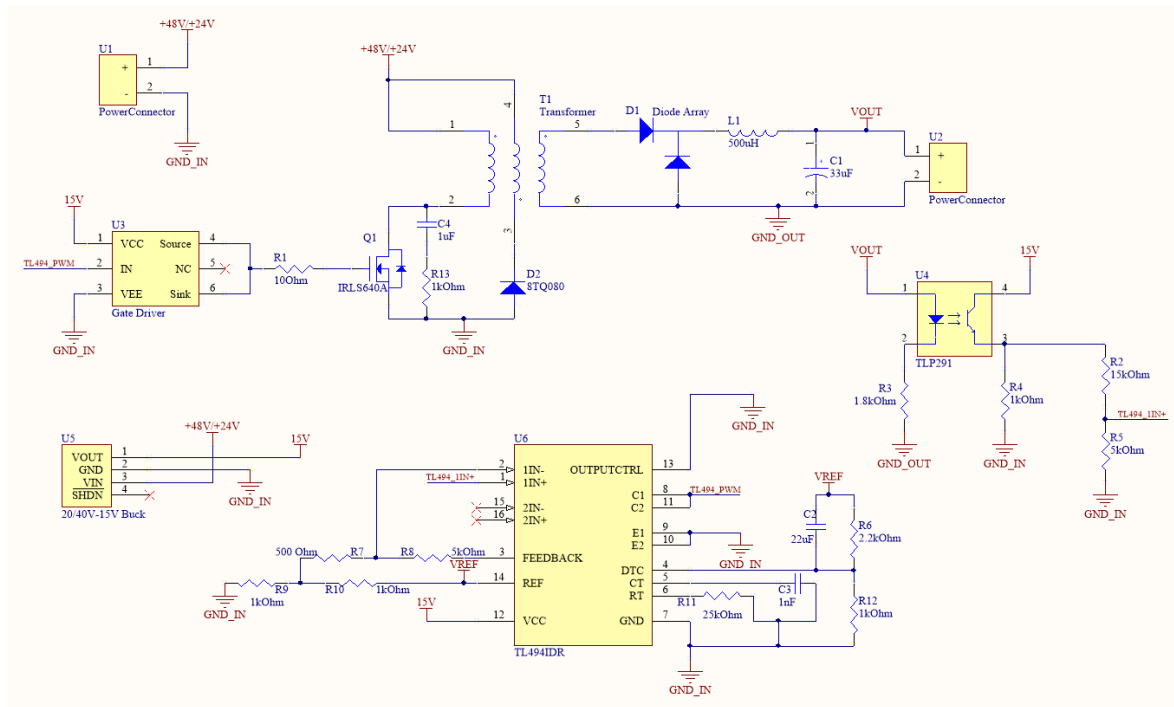 +48V/+24V
U1
+ 1
- 2
PowerConnector
GND_IN
+48V/+24V
1
2
4
3
T1
Transformer
5
6
D1 Diode Array
L1
500uH
VOUT
1
C1
33uF
2
U2
1 +
2 -
PowerConnector
GND_OUT
15V
U3
1 VCC Source 4
TL494_PWM 2 IN NC 5
3 VEE Sink 6
Gate Driver
GND_IN
R1
10Ohm
Q1
IRLS640A
C4
1uF
R13
1kOhm
D2
8TQ080
GND_IN
VOUT
U4
15V
1 4
2 3
TLP291
R3
1.8kOhm
GND_OUT
R4
1kOhm
GND_IN
R2
15kOhm
TL494_1IN+
R5
5kOhm
GND_IN
+48V/+24V
U5
15V
VOUT 1
GND 2
VIN 3
SHDN 4
20/40V-15V Buck
GND_IN
U6
2 1IN- OUTPUTCTRL 13
GND_IN
TL494_1IN+ 1 1IN+
C1 8 TL494_PWM
15 2IN- C2 11
16 2IN+
E1 9
E2 10
GND_IN
500 Ohm R7 R8 5kOhm 3 FEEDBACK
VREF
14 REF
R9
1kOhm
R10 1kOhm
GND_IN
15V
12 VCC
DTC 4
CT 5
RT 6
GND 7
TL494IDR
VREF
C2
22uF
R6
2.2kOhm
C3
1nF
R11
25kOhm
R12
1kOhm
GND_IN